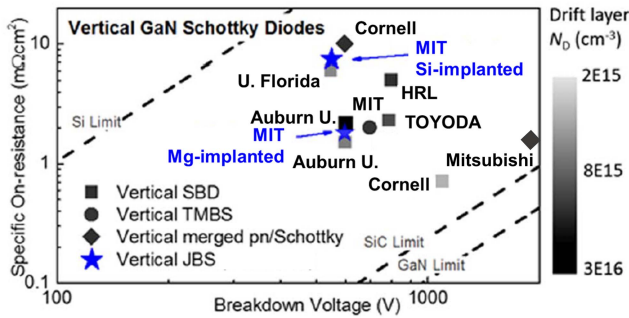 Vertical GaN Schottky Diodes
Cornell
MIT
Si-implanted
U. Florida
HRL
MIT
Auburn U.
TOYODA
MIT
Mg-implanted
Auburn U.
Mitsubishi
Cornell
Si Limit
SiC Limit
GaN Limit
Vertical SBD
Vertical TMBS
Vertical merged pn/Schottky
Vertical JBS
Specific On-resistance (mΩcm²)
10
1
0.1
100
1000
Breakdown Voltage (V)
Drift layer
N_D (cm⁻³)
2E15
8E15
3E16